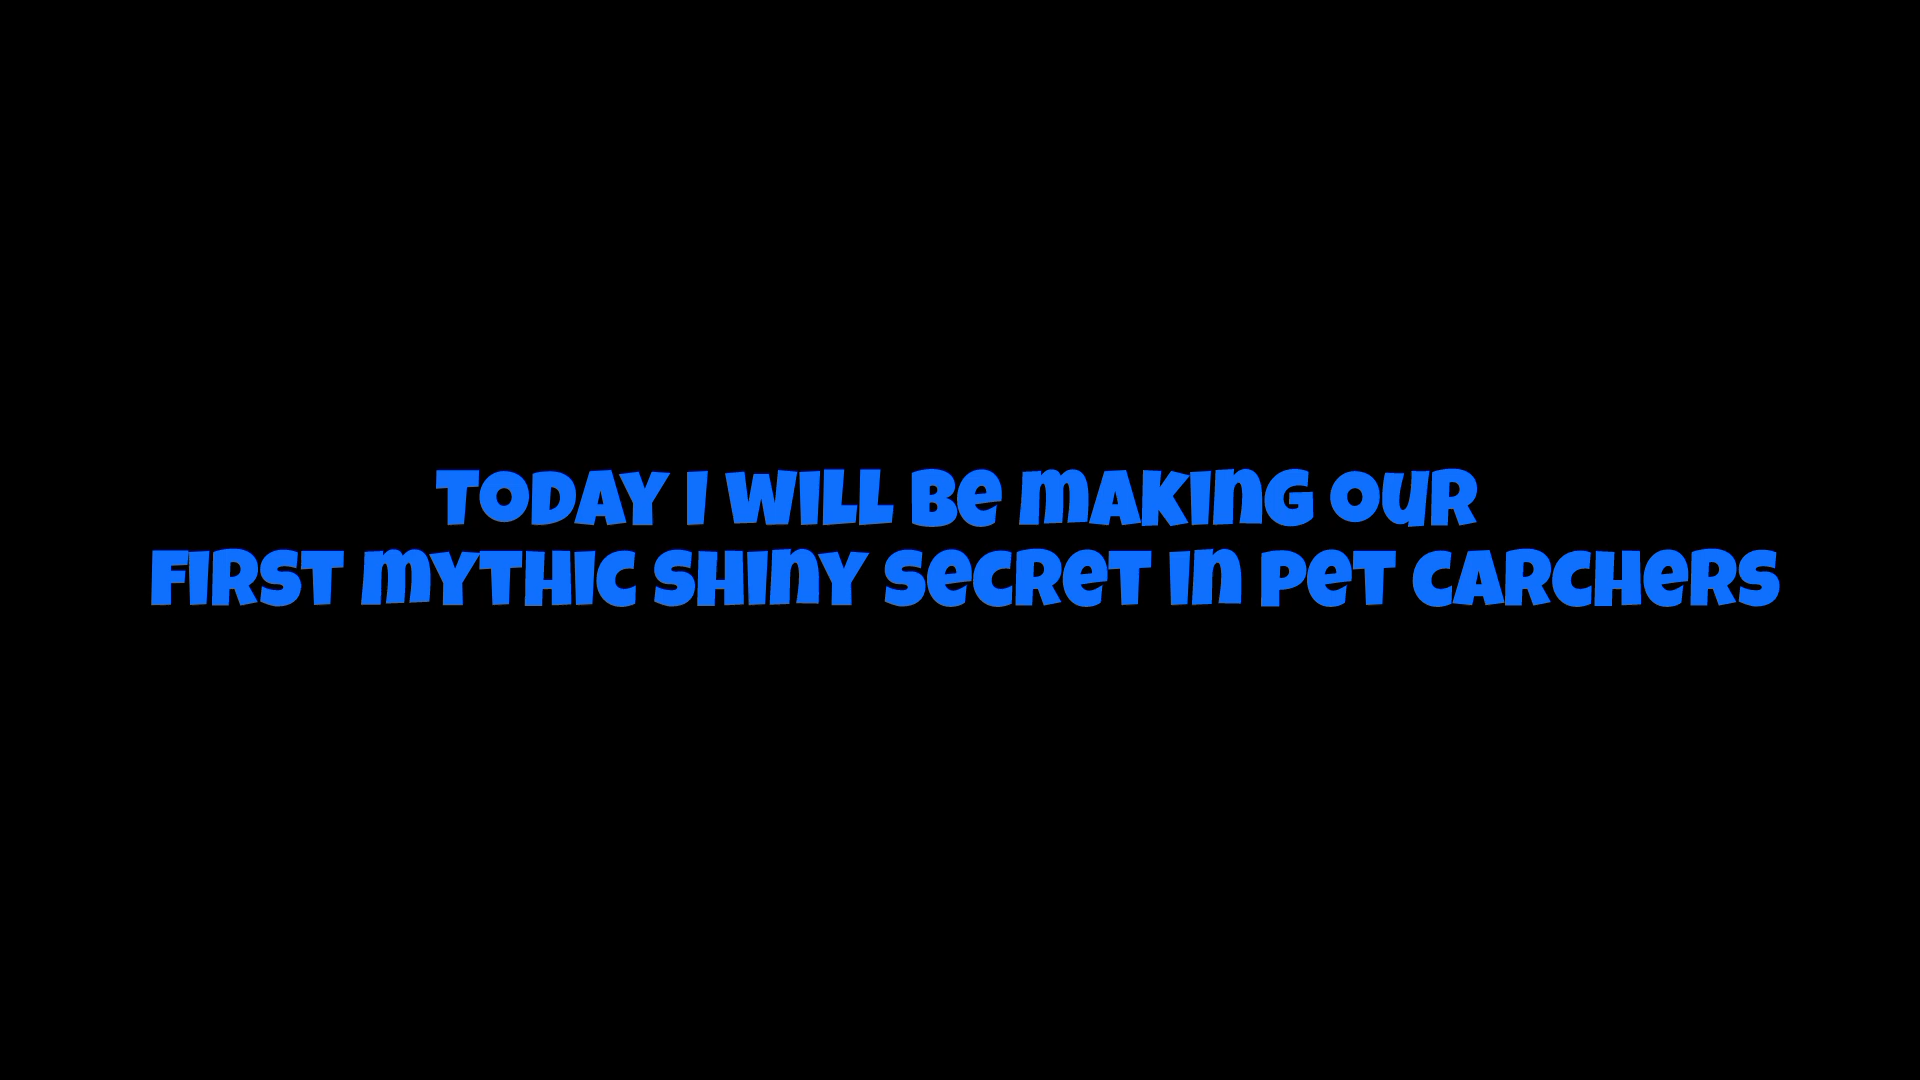 TODAY I WILL BE MAKING OUR
FIRST MYTHIC SHINY SECRET IN PET CARCHERS